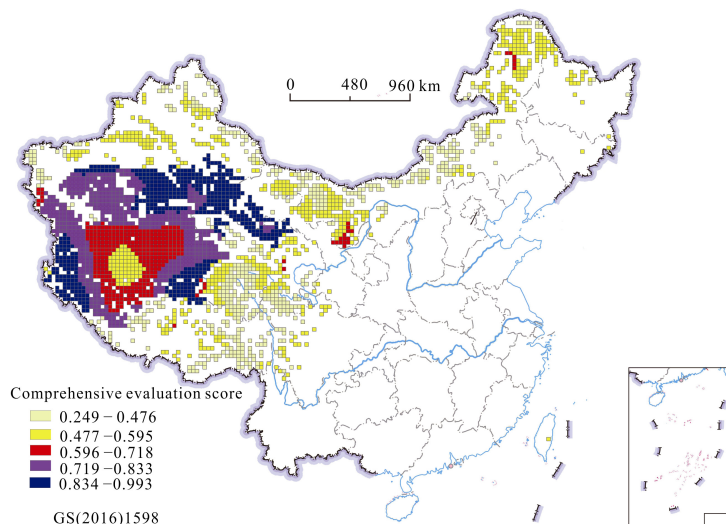 0 480 960 km
Comprehensive evaluation score
0.249－0.476
0.477－0.595
0.596－0.718
0.719－0.833
0.834－0.993
GS(2016)1598